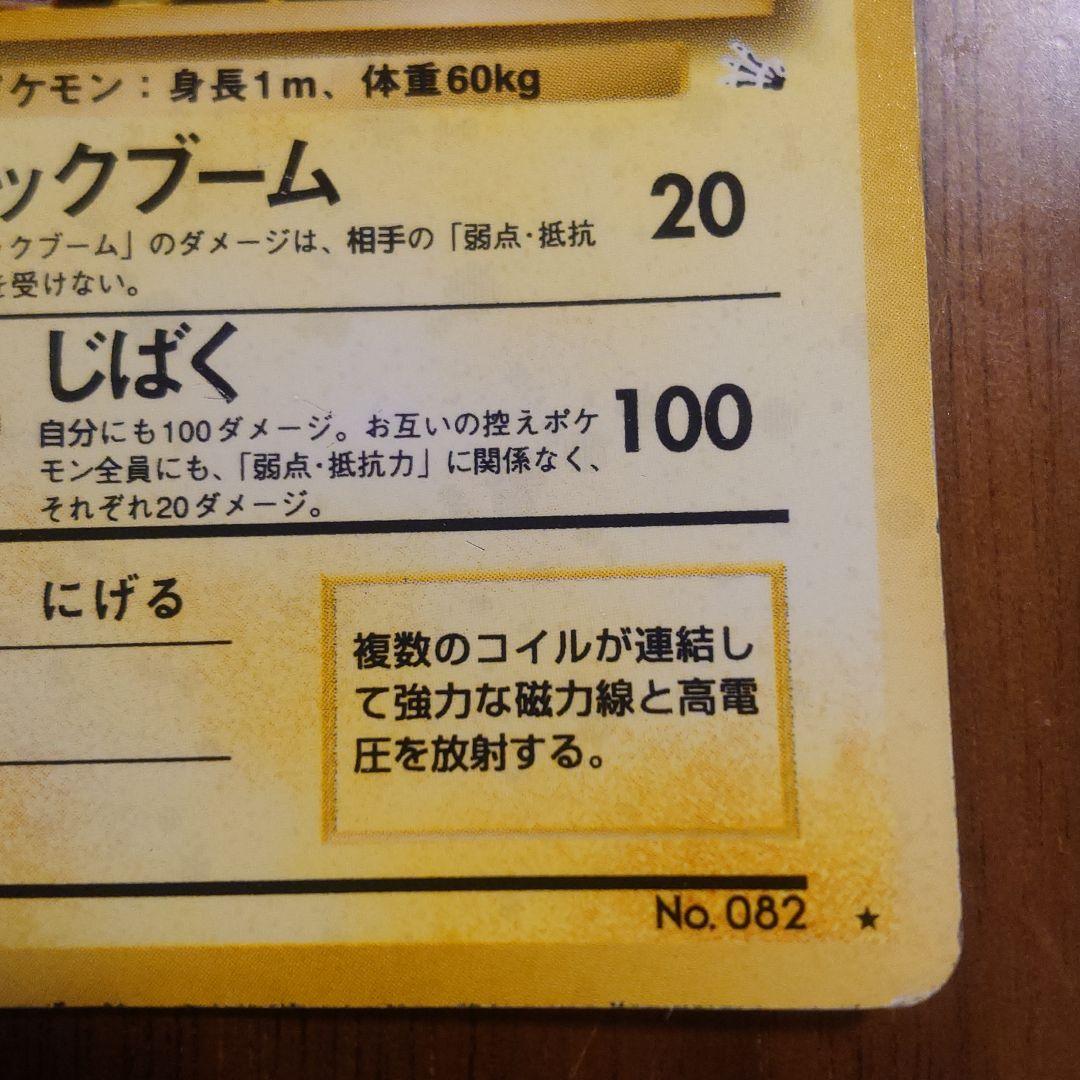 ポケモン：身長1m、体重60kg
ックブーム 20
ックブーム」のダメージは、相手の「弱点・抵抗
を受けない。
じばく 100
自分にも100ダメージ。お互いの控えポケ
モン全員にも、「弱点・抵抗力」に関係なく、
それぞれ20ダメージ。
にげる
複数のコイルが連結し
て強力な磁力線と高電
圧を放射する。
No. 082 ★